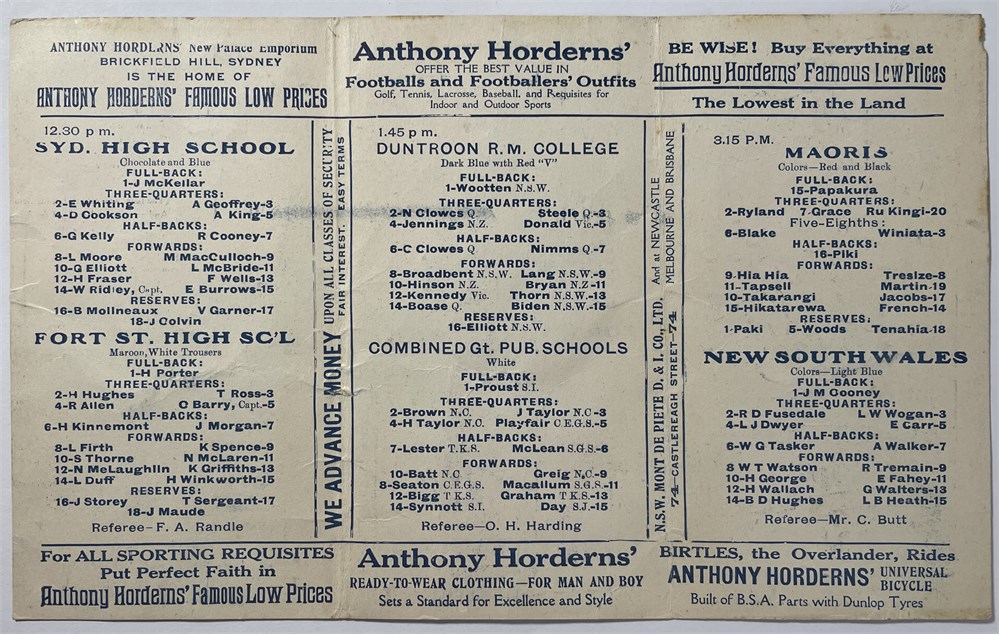 ANTHONY HORDERNS' New Palace Emporium
BRICKFIELD HILL, SYDNEY
IS THE HOME OF
ANTHONY HORDERNS' FAMOUS LOW PRICES
Anthony Horderns'
OFFER THE BEST VALUE IN
Footballs and Footballers' Outfits
Golf, Tennis, Lacrosse, Baseball, and Requisites for
Indoor and Outdoor Sports
BE WISE! Buy Everything at
Anthony Horderns' Famous Low Prices
The Lowest in the Land
12.30 p m.
SYD. HIGH SCHOOL
Chocolate and Blue
FULL-BACK:
1-J McKellar
THREE-QUARTERS:
2-E Whiting A Geoffrey-3
4-D Cookson A King-5
HALF-BACKS:
6-G Kelly R Cooney-7
FORWARDS:
8-L Moore M MacCulloch-9
10-G Elliott L McBride-11
12-H Fraser F Wells-13
14-W Ridley, Capt. E Burrows-15
RESERVES:
16-B Mollneaux V Garner-17
18-J Colvin
FORT ST. HIGH SC'L
Maroon, White Trousers
FULL-BACK:
1-H Porter
THREE-QUARTERS:
2-H Hughes T Ross-3
4-R Allen C Barry, Capt.-5
HALF-BACKS:
6-H Kinnemont J Morgan-7
FORWARDS:
8-L Firth K Spence-9
10-S Thorne N McLaren-11
12-N McLaughlin K Griffiths-13
14-L Duff H Winkworth-15
RESERVES:
16-J Storey T Sergeant-17
18-J Maude
Referee-F. A. Randle
WE ADVANCE MONEY UPON ALL CLASSES OF SECURITY
FAIR INTEREST. EASY TERMS
1.45 p m.
DUNTROON R. M. COLLEGE
Dark Blue with Red "V"
FULL-BACK:
1-Wootten N.S.W.
THREE-QUARTERS:
2-N Clowes Q. Steele Q.-3
4-Jennings N.Z. Donald Vic.-5
HALF-BACKS:
6-C Clowes Q. Nimms Q.-7
FORWARDS:
8-Broadbent N.S.W. Lang N.S.W.-9
10-Hinson N.Z. Bryan N.Z.-11
12-Kennedy Vic. Thorn N.S.W.-13
14-Boase Q. Biden N.S.W.-15
RESERVES:
16-Elliott N.S.W.
COMBINED Gt. PUB. SCHOOLS
White
FULL-BACK:
1-Proust S.I.
THREE-QUARTERS:
2-Brown N.C. J Taylor N.C-3
4-H Taylor N.C. Playfair C.E.G.S.-5
HALF-BACKS:
7-Lester T.K.S. McLean S.G.S.-6
FORWARDS:
10-Batt N.C Greig N.C.-9
8-Seaton C.E.G.S. Macallum S.G.S.-11
12-Bigg T.K.S. Graham T.K.S.-13
14-Synnott S.I. Day S.J.-15
Referee-O. H. Harding
N.S.W. MONT DE PIETE D. & I. CO., LTD. And at NEWCASTLE
74-CASTLEREAGH STREET-74 MELBOURNE AND BRISBANE
3.15 P.M.
MAORIS
Colors-Red and Black
FULL-BACK:
15-Papakura
THREE-QUARTERS:
2-Ryland 7-Grace Ru Kingi-20
Five-Eighths:
6-Blake Winiata-3
HALF-BACKS:
16-Piki
FORWARDS:
9-Hia Hia Tresize-8
11-Tapsell Martin-19
10-Takarangi Jacobs-17
15-Hikatarewa French-14
RESERVES:
1-Paki 5-Woods Tenahia-18
NEW SOUTH WALES
Colors-Light Blue
FULL-BACK:
1-J M Cooney
THREE-QUARTERS:
2-R D Fusedale L W Wogan-3
4-L J Dwyer E Carr-5
HALF-BACKS:
6-W G Tasker A Walker-7
FORWARDS:
8 W T Watson R Tremain-9
10-H George E Fahey-11
12-H Wallach G Walters-13
14-B D Hughes L B Heath-15
Referee-Mr. C. Butt
For ALL SPORTING REQUISITES
Put Perfect Faith in
Anthony Horderns' Famous Low Prices
Anthony Horderns'
READY-TO-WEAR CLOTHING-FOR MAN AND BOY
Sets a Standard for Excellence and Style
BIRTLES, the Overlander, Rides
ANTHONY HORDERNS' UNIVERSAL BICYCLE
Built of B.S.A. Parts with Dunlop Tyres